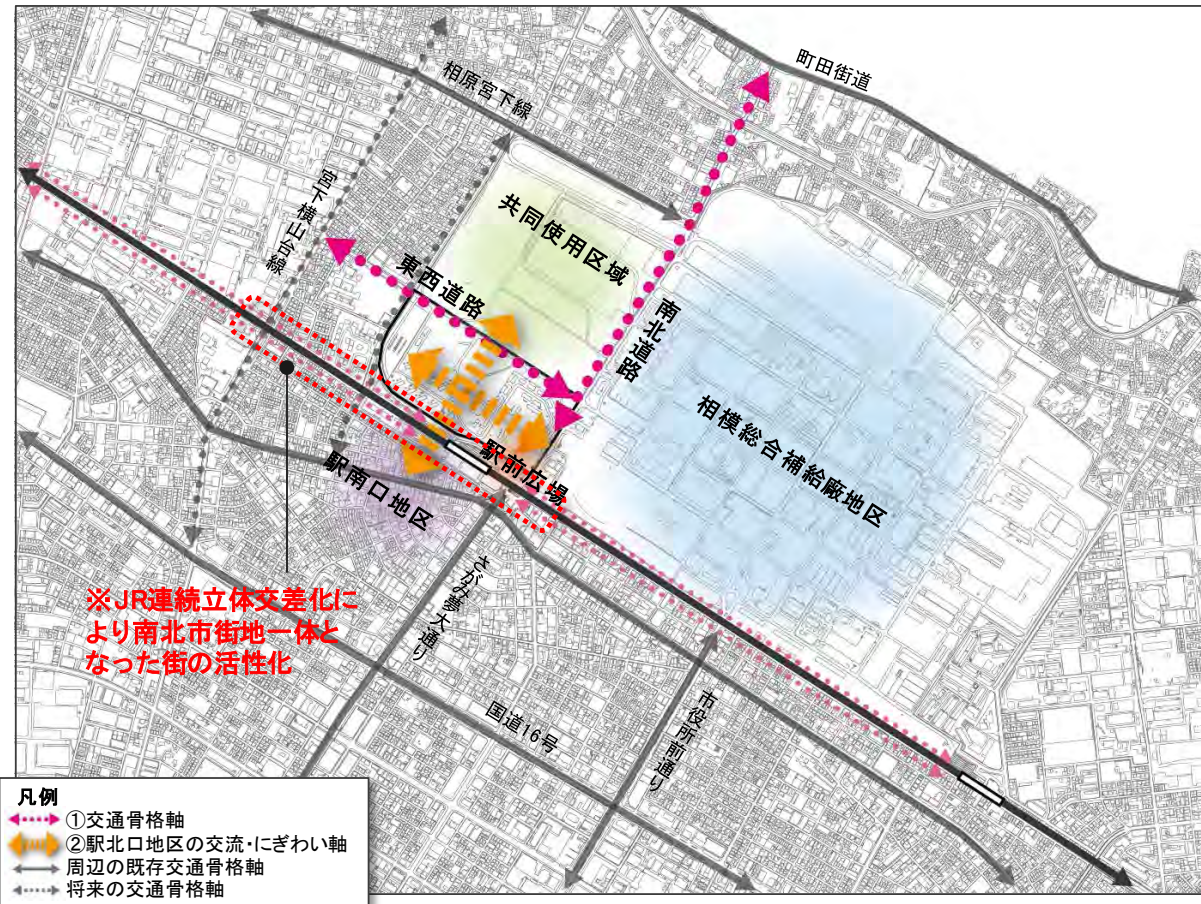 町田街道
相原宮下線
宮下横山台線
共同使用区域
東西道路
南北道路
相模総合補給廠地区
駅前広場
駅南口地区
さがみ夢大通り
※JR連続立体交差化に
より南北市街地一体と
なった街の活性化
国道16号
市役所前通り
凡例
①交通骨格軸
②駅北口地区の交流・にぎわい軸
周辺の既存交通骨格軸
将来の交通骨格軸